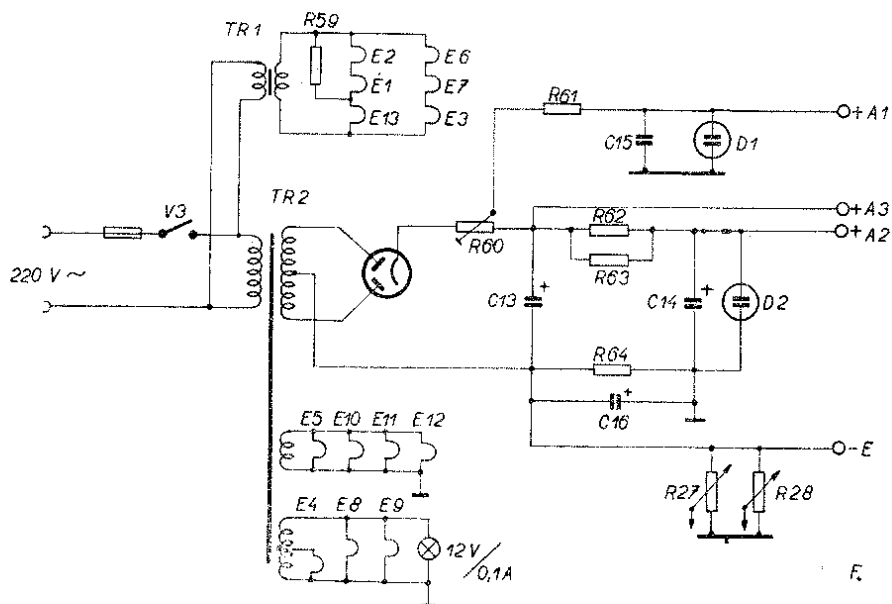 R59
TR1
E2
E6
E1
E7
E13
E3
R61
+A1
C15
D1
V3
TR2
+A3
R62
+A2
R60
220 V ~
R63
C13
+
C14
+
D2
R64
+
C16
E5 E10 E11 E12
-E
R27
R28
E4 E8 E9
12V/0,1A
F.